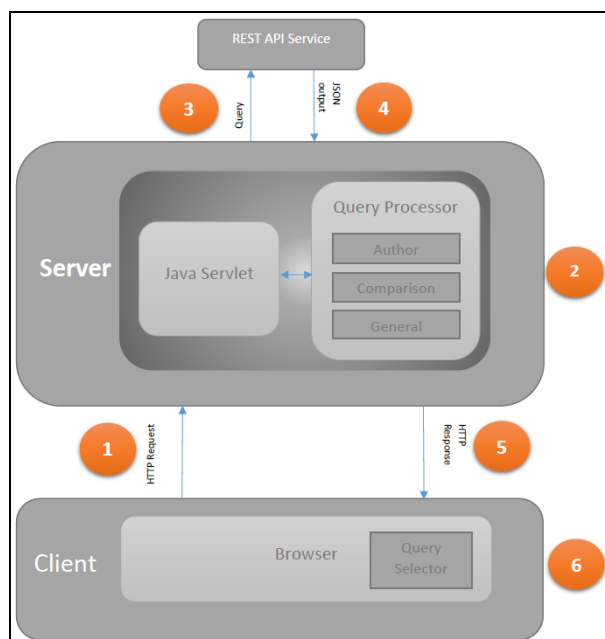 REST API Service
3
Query
JSON
output
4
Server
Java Servlet
Query Processor
Author
Comparison
General
2
1
HTTP Request
HTTP
Response
5
Client
Browser
Query
Selector
6